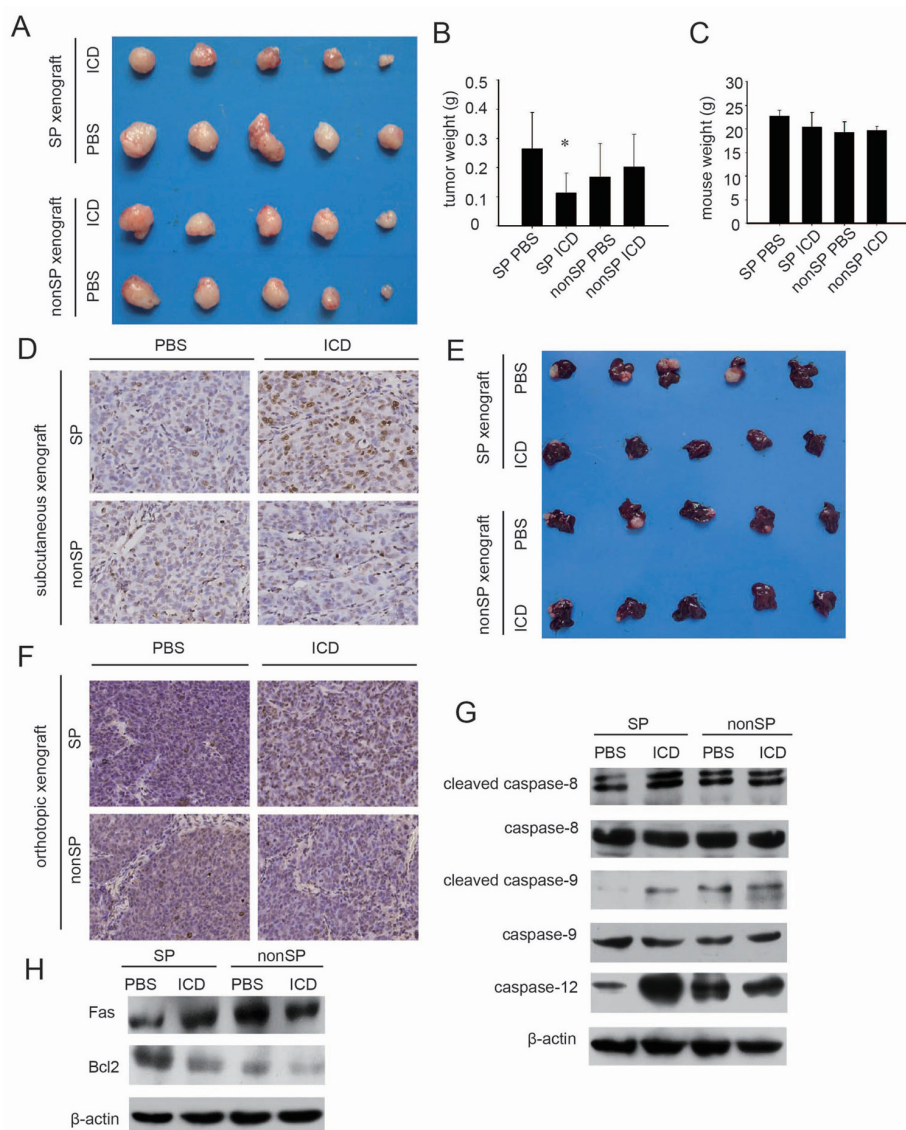 A
SP xenograft
ICD
PBS
nonSP xenograft
ICD
PBS
B
tumor weight (g)
0.5
0.4
0.3
0.2
0.1
0
*
SP PBS
SP ICD
nonSP PBS
nonSP ICD
C
mouse weight (g)
30
25
20
15
10
5
0
SP PBS
SP ICD
nonSP PBS
nonSP ICD
D
PBS ICD
subcutaneous xenograft
SP
nonSP
E
SP xenograft
PBS
ICD
nonSP xenograft
PBS
ICD
F
PBS ICD
orthotopic xenograft
SP
nonSP
G
SP nonSP
PBS ICD PBS ICD
cleaved caspase-8
caspase-8
cleaved caspase-9
caspase-9
caspase-12
β-actin
H
SP nonSP
PBS ICD PBS ICD
Fas
Bcl2
β-actin